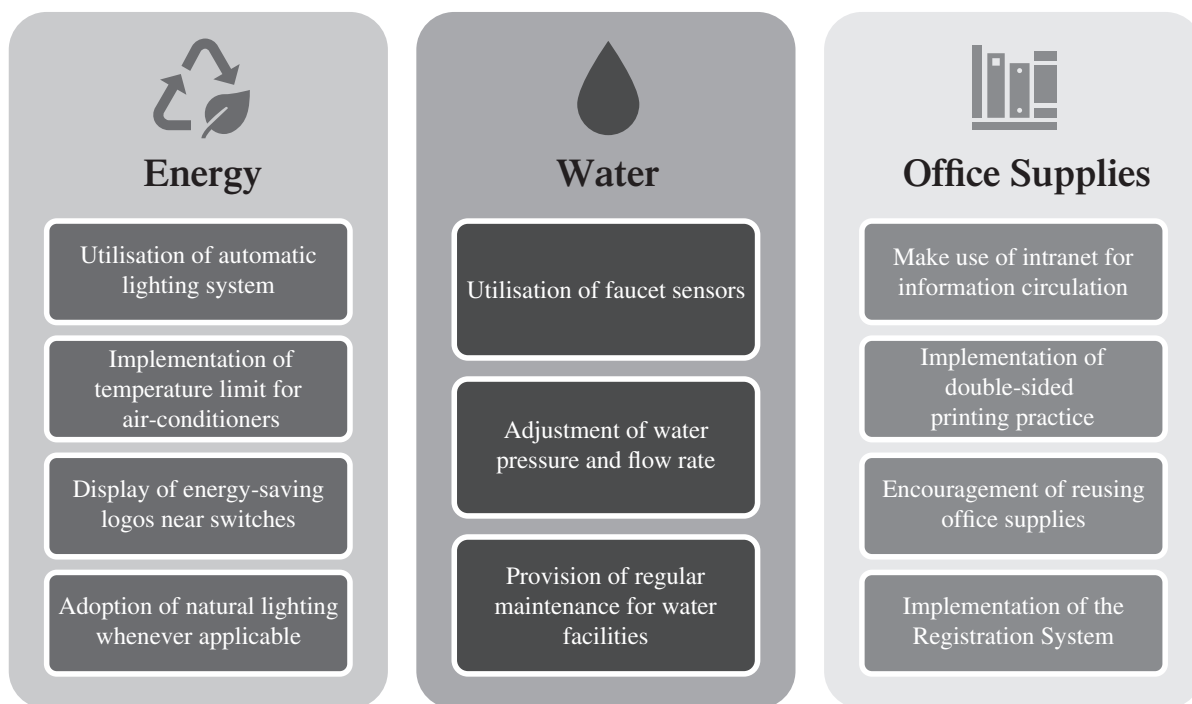 Energy
Utilisation of automatic
lighting system
Implementation of
temperature limit for
air-conditioners
Display of energy-saving
logos near switches
Adoption of natural lighting
whenever applicable
Water
Utilisation of faucet sensors
Adjustment of water
pressure and flow rate
Provision of regular
maintenance for water
facilities
Office Supplies
Make use of intranet for
information circulation
Implementation of
double-sided
printing practice
Encouragement of reusing
office supplies
Implementation of the
Registration System